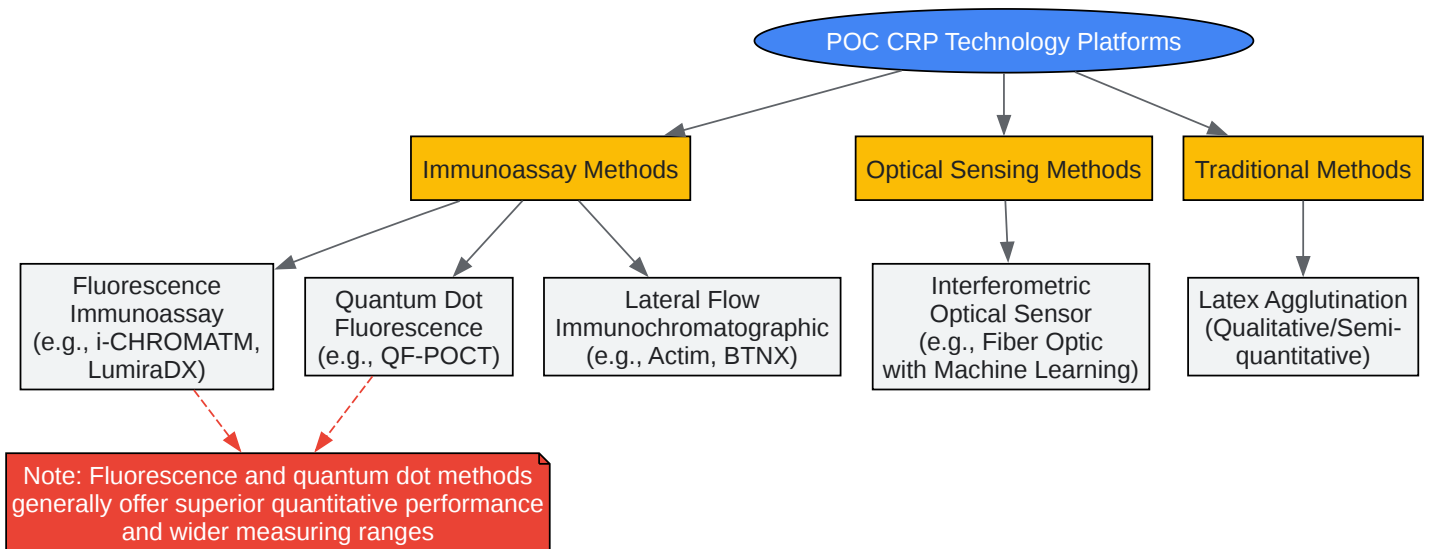 POC CRP Technology Platforms
Immunoassay Methods
Optical Sensing Methods
Traditional Methods
Fluorescence
Immunoassay
(e.g., i-CHROMATM,
LumiraDX)
Quantum Dot
Fluorescence
(e.g., QF-POCT)
Lateral Flow
Immunochromatographic
(e.g., Actim, BTNX)
Interferometric
Optical Sensor
(e.g., Fiber Optic
with Machine Learning)
Latex Agglutination
(Qualitative/Semi-
quantitative)
Note: Fluorescence and quantum dot methods
generally offer superior quantitative performance
and wider measuring ranges